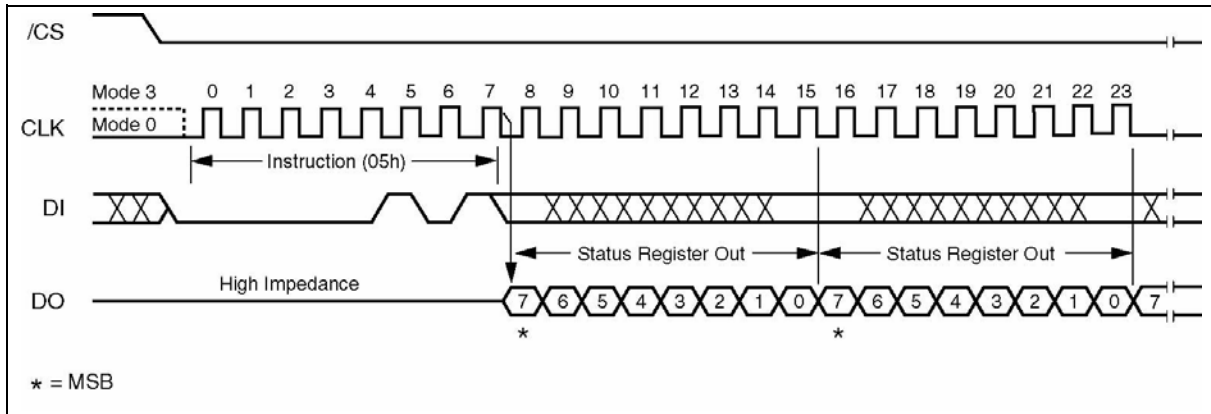 /CS
Mode 3
0 1 2 3 4 5 6 7 8 9 10 11 12 13 14 15 16 17 18 19 20 21 22 23
CLK
Mode 0
Instruction (05h)
DI
Status Register Out
Status Register Out
High Impedance
DO
7 6 5 4 3 2 1 0 7 6 5 4 3 2 1 0 7
* *
* = MSB